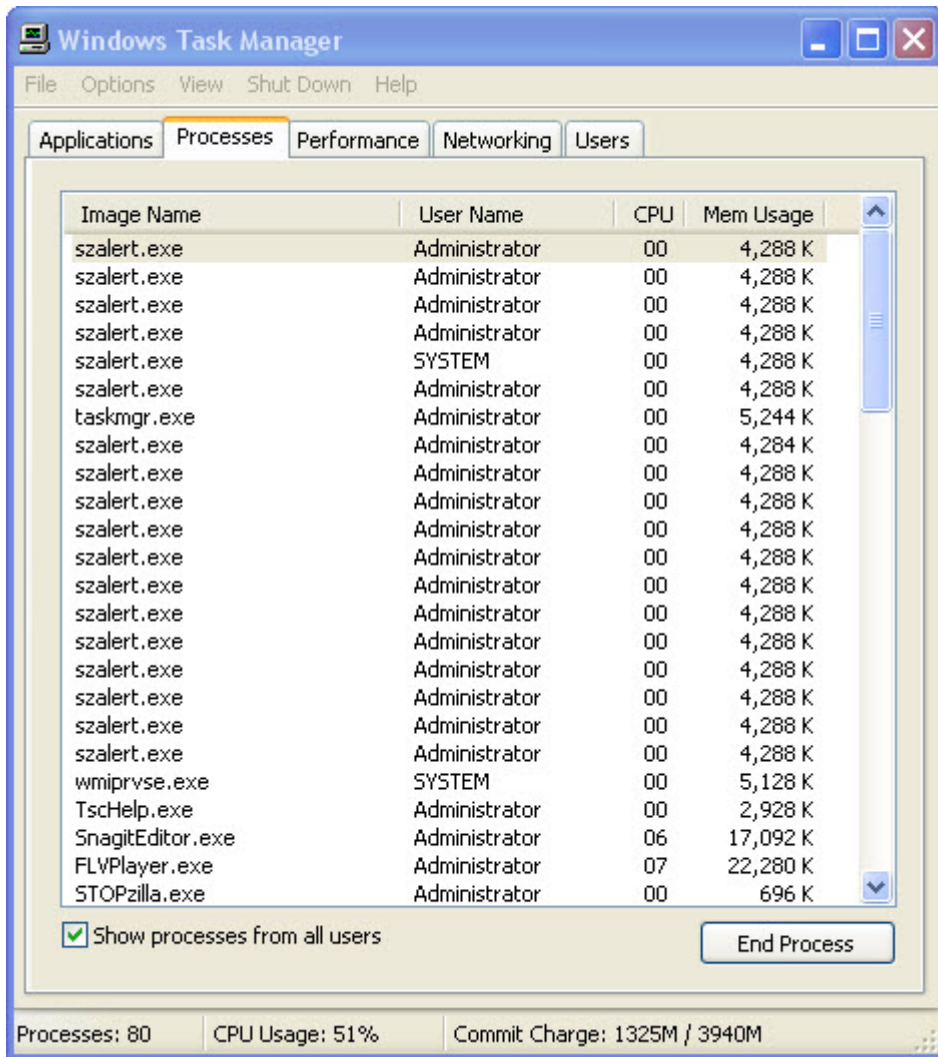 Windows Task Manager
File Options View Shut Down Help
Applications Processes Performance Networking Users
Image Name User Name CPU Mem Usage
szalert.exe Administrator 00 4,288 K
szalert.exe Administrator 00 4,288 K
szalert.exe Administrator 00 4,288 K
szalert.exe Administrator 00 4,288 K
szalert.exe SYSTEM 00 4,288 K
szalert.exe Administrator 00 4,288 K
taskmgr.exe Administrator 00 5,244 K
szalert.exe Administrator 00 4,284 K
szalert.exe Administrator 00 4,288 K
szalert.exe Administrator 00 4,288 K
szalert.exe Administrator 00 4,288 K
szalert.exe Administrator 00 4,288 K
szalert.exe Administrator 00 4,288 K
szalert.exe Administrator 00 4,288 K
szalert.exe Administrator 00 4,288 K
szalert.exe Administrator 00 4,288 K
szalert.exe Administrator 00 4,288 K
szalert.exe Administrator 00 4,288 K
szalert.exe Administrator 00 4,288 K
wmiprvse.exe SYSTEM 00 5,128 K
TscHelp.exe Administrator 00 2,928 K
SnagitEditor.exe Administrator 06 17,092 K
FLVPlayer.exe Administrator 07 22,280 K
STOPzilla.exe Administrator 00 696 K
Show processes from all users
End Process
Processes: 80 CPU Usage: 51% Commit Charge: 1325M / 3940M